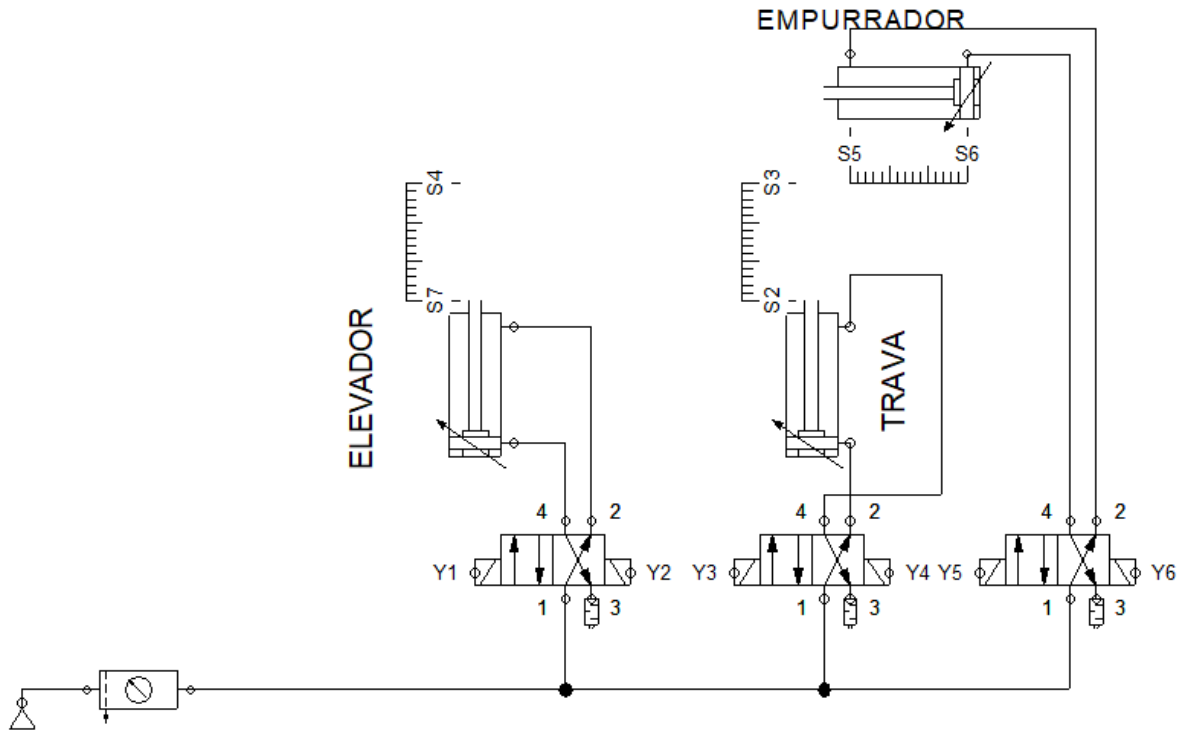 EMPURRADOR
S5 S6
S4
S7
S3
S2
ELEVADOR
TRAVA
4 2
4 2
4 2
Y1 Y2 Y3 Y4 Y5 Y6
1 3
1 3
1 3